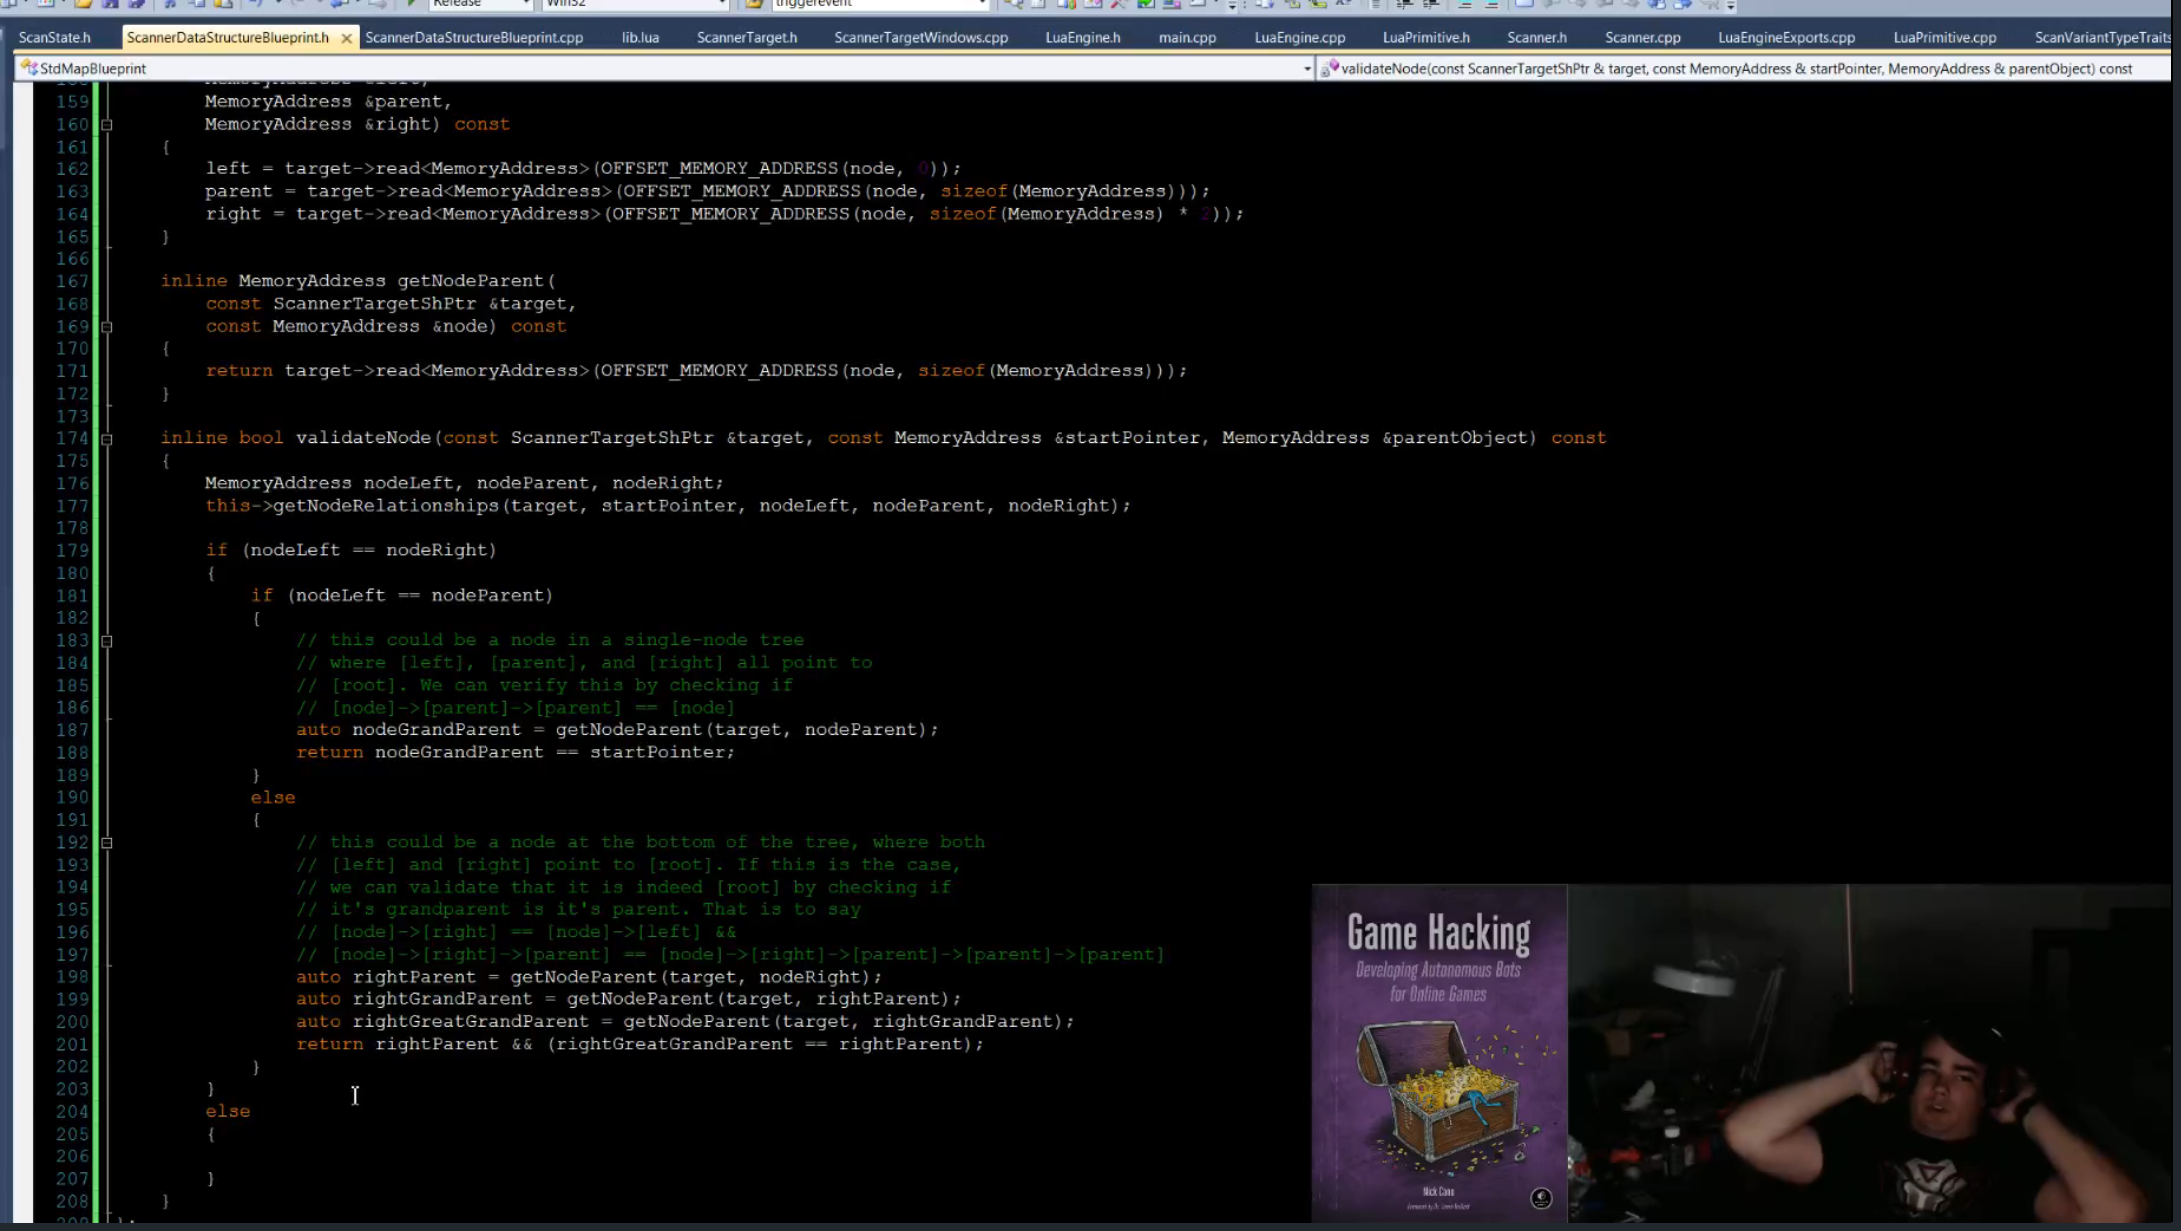 Release
Win32
triggerevent
ScanState.h ScannerDataStructureBlueprint.h ScannerDataStructureBlueprint.cpp lib.lua ScannerTarget.h ScannerTargetWindows.cpp LuaEngine.h main.cpp LuaEngine.cpp LuaPrimitive.h Scanner.h Scanner.cpp LuaEngineExports.cpp LuaPrimitive.cpp ScanVariantTypeTraits
StdMapBlueprint validateNode(const ScannerTargetShPtr & target, const MemoryAddress & startPointer, MemoryAddress & parentObject) const
159 MemoryAddress &parent,
160 MemoryAddress &right) const
161 {
162 left = target->read<MemoryAddress>(OFFSET_MEMORY_ADDRESS(node, 0));
163 parent = target->read<MemoryAddress>(OFFSET_MEMORY_ADDRESS(node, sizeof(MemoryAddress)));
164 right = target->read<MemoryAddress>(OFFSET_MEMORY_ADDRESS(node, sizeof(MemoryAddress) * 2));
165 }
166
167 inline MemoryAddress getNodeParent(
168 const ScannerTargetShPtr &target,
169 const MemoryAddress &node) const
170 {
171 return target->read<MemoryAddress>(OFFSET_MEMORY_ADDRESS(node, sizeof(MemoryAddress)));
172 }
173
174 inline bool validateNode(const ScannerTargetShPtr &target, const MemoryAddress &startPointer, MemoryAddress &parentObject) const
175 {
176 MemoryAddress nodeLeft, nodeParent, nodeRight;
177 this->getNodeRelationships(target, startPointer, nodeLeft, nodeParent, nodeRight);
178
179 if (nodeLeft == nodeRight)
180 {
181 if (nodeLeft == nodeParent)
182 {
183 // this could be a node in a single-node tree
184 // where [left], [parent], and [right] all point to
185 // [root]. We can verify this by checking if
186 // [node]->[parent]->[parent] == [node]
187 auto nodeGrandParent = getNodeParent(target, nodeParent);
188 return nodeGrandParent == startPointer;
189 }
190 else
191 {
192 // this could be a node at the bottom of the tree, where both
193 // [left] and [right] point to [root]. If this is the case,
194 // we can validate that it is indeed [root] by checking if
195 // it's grandparent is it's parent. That is to say
196 // [node]->[right] == [node]->[left] &&
197 // [node]->[right]->[parent] == [node]->[right]->[parent]->[parent]->[parent]
198 auto rightParent = getNodeParent(target, nodeRight);
199 auto rightGrandParent = getNodeParent(target, rightParent);
200 auto rightGreatGrandParent = getNodeParent(target, rightGrandParent);
201 return rightParent && (rightGreatGrandParent == rightParent);
202 }
203 }
204 else
205 {
206
207 }
208 }
Game Hacking
Developing Autonomous Bots
for Online Games
Nick Cano